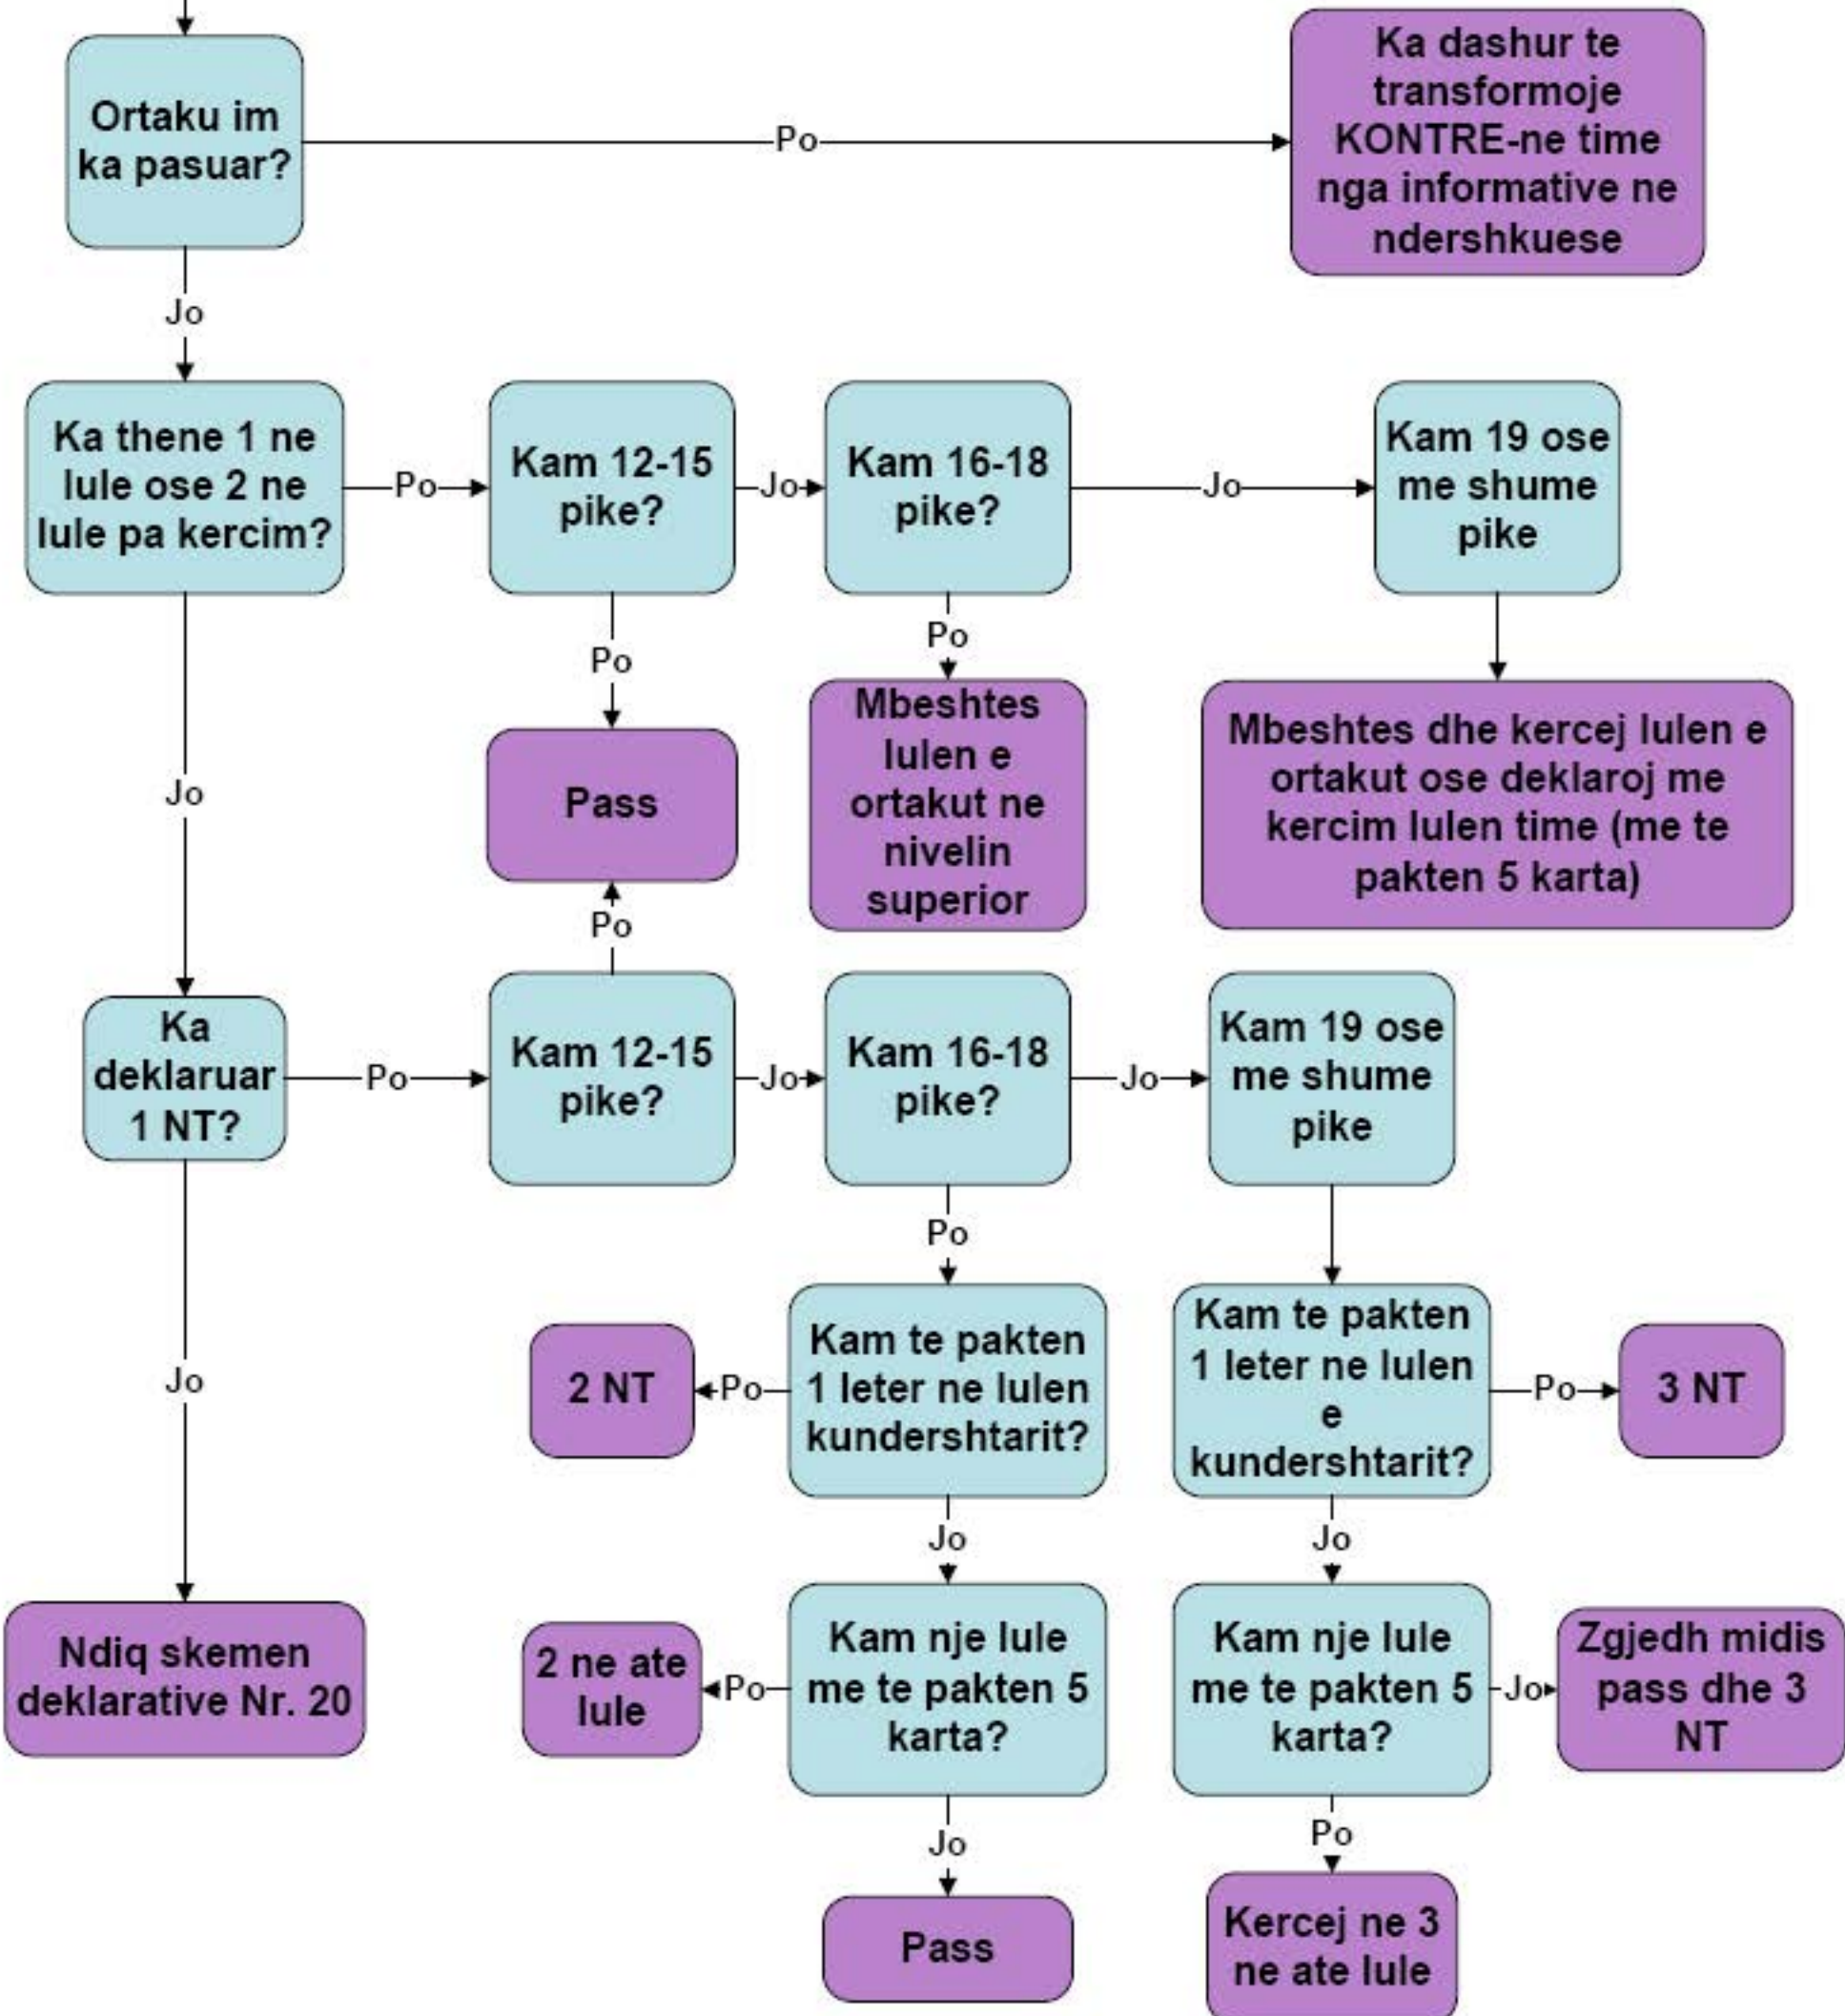 Ortaku im
ka pasuar?
Po
Ka dashur te
transformoje
KONTRE-ne time
nga informative ne
ndershkuese
Jo
Ka thene 1 ne
lule ose 2 ne
lule pa kercim?
Po
Kam 12-15
pike?
Jo
Kam 16-18
pike?
Jo
Kam 19 ose
me shume
pike
Po
Po
Jo
Pass
Mbeshtes
lulen e
ortakut ne
nivelin
superior
Mbeshtes dhe kercej lulen e
ortakut ose deklaroj me
kercim lulen time (me te
pakten 5 karta)
Po
Ka
deklaruar
1 NT?
Po
Kam 12-15
pike?
Jo
Kam 16-18
pike?
Jo
Kam 19 ose
me shume
pike
Po
Jo
2 NT
Po
Kam te pakten
1 leter ne lulen
kundershtarit?
Kam te pakten
1 leter ne lulen
e
kundershtarit?
Po
3 NT
Jo
Jo
Ndiq skemen
deklarative Nr. 20
2 ne ate
lule
Po
Kam nje lule
me te pakten 5
karta?
Kam nje lule
me te pakten 5
karta?
Jo
Zgjedh midis
pass dhe 3
NT
Jo
Po
Pass
Kercej ne 3
ne ate lule